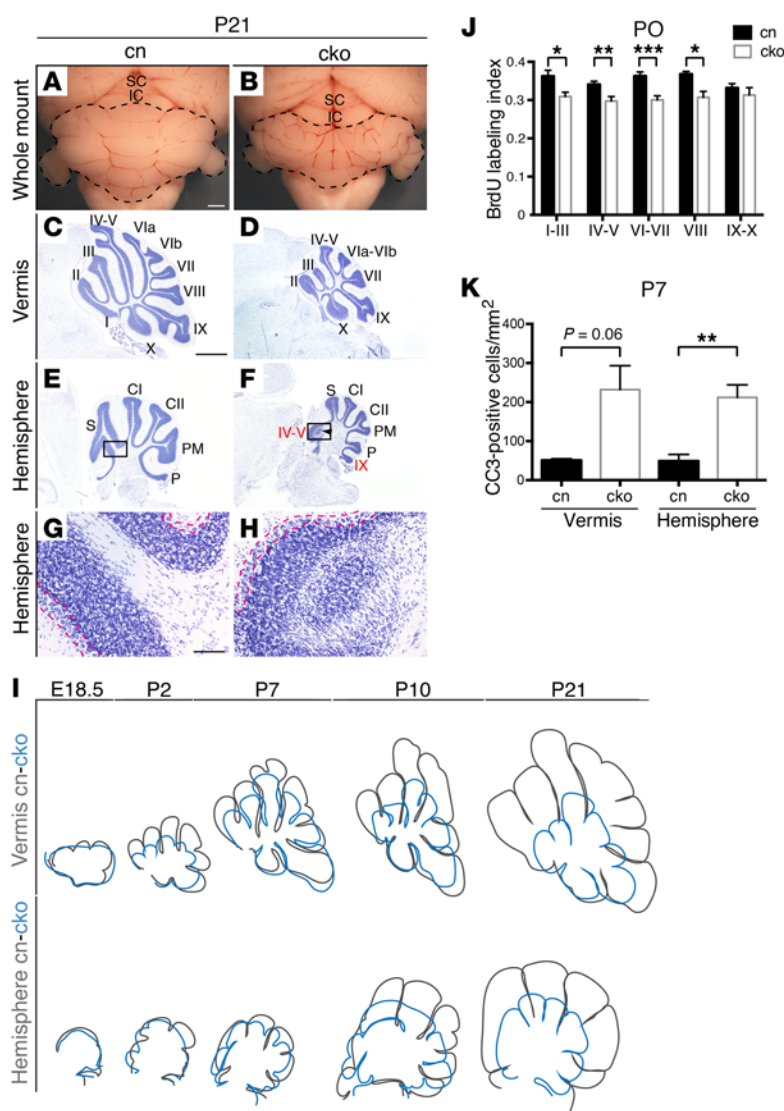 P21
cn cko
Whole mount
A SC IC
B SC IC
Vermis
C IV-V VIa VIb III VII II VIII I IX X
D IV-V VIa-VIb III VII II VIII IX X
Hemisphere
E CI CII S PM P
F S CI CII IV-V PM P IX
Hemisphere
G H
I E18.5 P2 P7 P10 P21
Vermis cn-cko
Hemisphere cn-cko
J PO
cn
cko
BrdU labeling index
0.4
0.3
0.2
0.1
0
* ** *** *
I-III IV-V VI-VII VIII IX-X
K P7
CC3-positive cells/mm²
400
300
200
100
0
P = 0.06 **
cn cko cn cko
Vermis Hemisphere